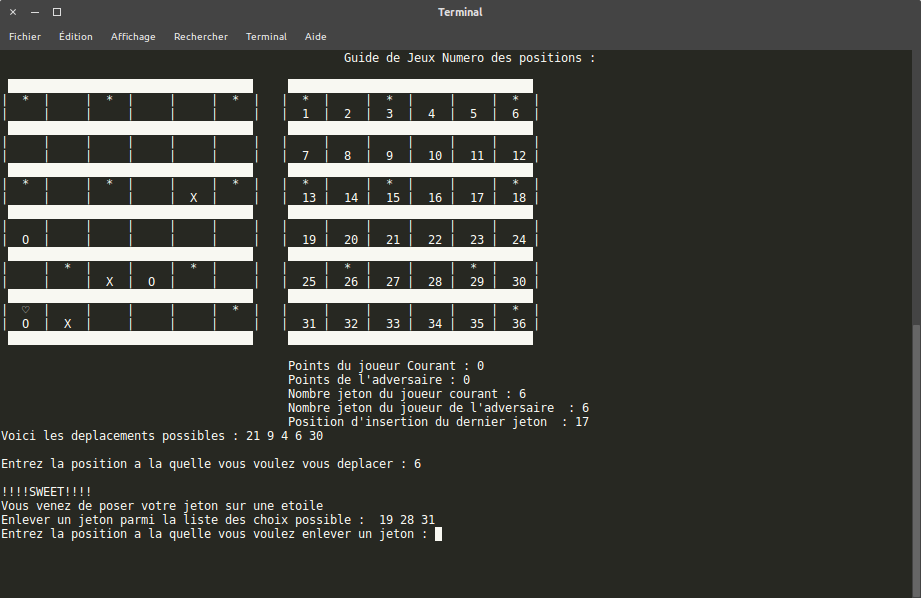 Terminal
Fichier Édition Affichage Rechercher Terminal Aide
Guide de Jeux Numero des positions :
| * | | * | | | * | | * | | * | | | * |
| | | | | | | | 1 | 2 | 3 | 4 | 5 | 6 |
| | | | | | | | | | | | | |
| | | | | | | | 7 | 8 | 9 | 10 | 11 | 12 |
| * | | * | | | * | | * | | * | | | * |
| | | | | X | | | 13 | 14 | 15 | 16 | 17 | 18 |
| | | | | | | | | | | | | |
| O | | | | | | | 19 | 20 | 21 | 22 | 23 | 24 |
| | * | | | * | | | | * | | | * | |
| | | X | O | | | | 25 | 26 | 27 | 28 | 29 | 30 |
| ♡ | | | | | * | | | | | | | * |
| O | X | | | | | | 31 | 32 | 33 | 34 | 35 | 36 |
Points du joueur Courant : 0
Points de l'adversaire : 0
Nombre jeton du joueur courant : 6
Nombre jeton du joueur de l'adversaire : 6
Position d'insertion du dernier jeton : 17
Voici les deplacements possibles : 21 9 4 6 30
Entrez la position a la quelle vous voulez vous deplacer : 6
!!!!SWEET!!!!
Vous venez de poser votre jeton sur une etoile
Enlever un jeton parmi la liste des choix possible : 19 28 31
Entrez la position a la quelle vous voulez enlever un jeton :